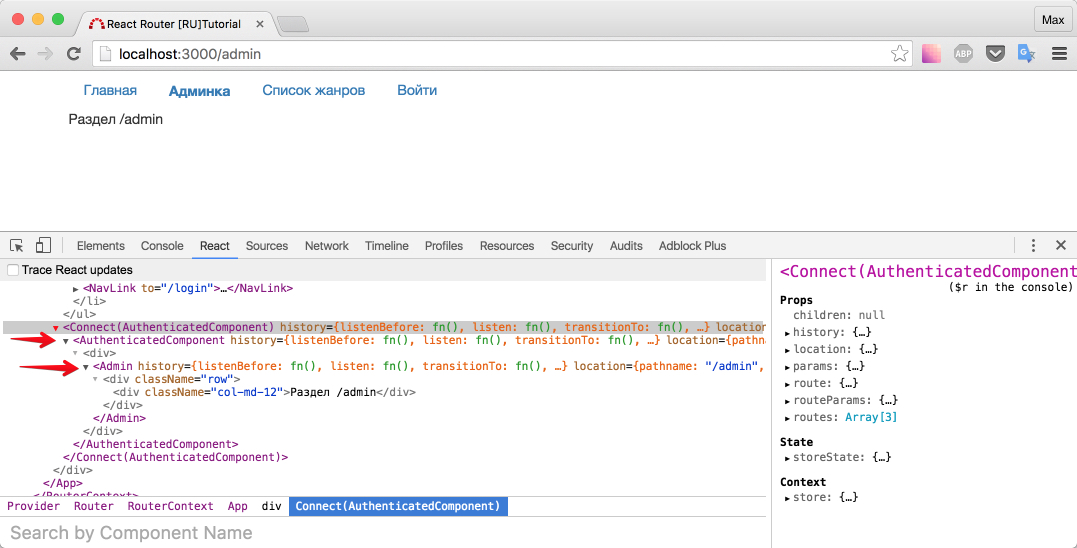 React Router [RU]Tutorial
Max
localhost:3000/admin
ABP
Главная Админка Список жанров Войти
Раздел /admin
Elements Console React Sources Network Timeline Profiles Resources Security Audits Adblock Plus
Trace React updates
<NavLink to="/login">…</NavLink>
</li>
</ul>
<Connect(AuthenticatedComponent) history={listenBefore: fn(), listen: fn(), transitionTo: fn(), …} location
<AuthenticatedComponent history={listenBefore: fn(), listen: fn(), transitionTo: fn(), …} location={pathna
<div>
<Admin history={listenBefore: fn(), listen: fn(), transitionTo: fn(), …} location={pathname: "/admin",
<div className="row">
<div className="col-md-12">Раздел /admin</div>
</div>
</Admin>
</div>
</AuthenticatedComponent>
</Connect(AuthenticatedComponent)>
</div>
</App>
</RouterContext>
Provider Router RouterContext App div Connect(AuthenticatedComponent)
Search by Component Name
<Connect(AuthenticatedComponent
($r in the console)
Props
children: null
history: {…}
location: {…}
params: {…}
route: {…}
routeParams: {…}
routes: Array[3]
State
storeState: {…}
Context
store: {…}